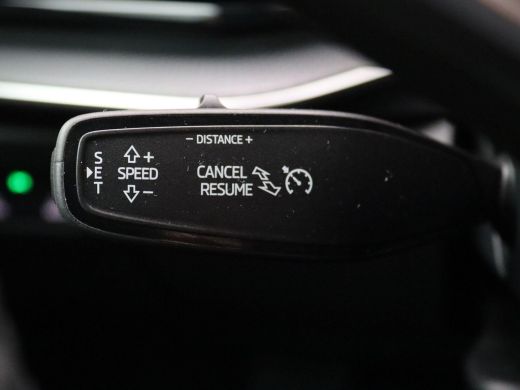 - DISTANCE +
SET
SPEED
+
-
CANCEL
RESUME